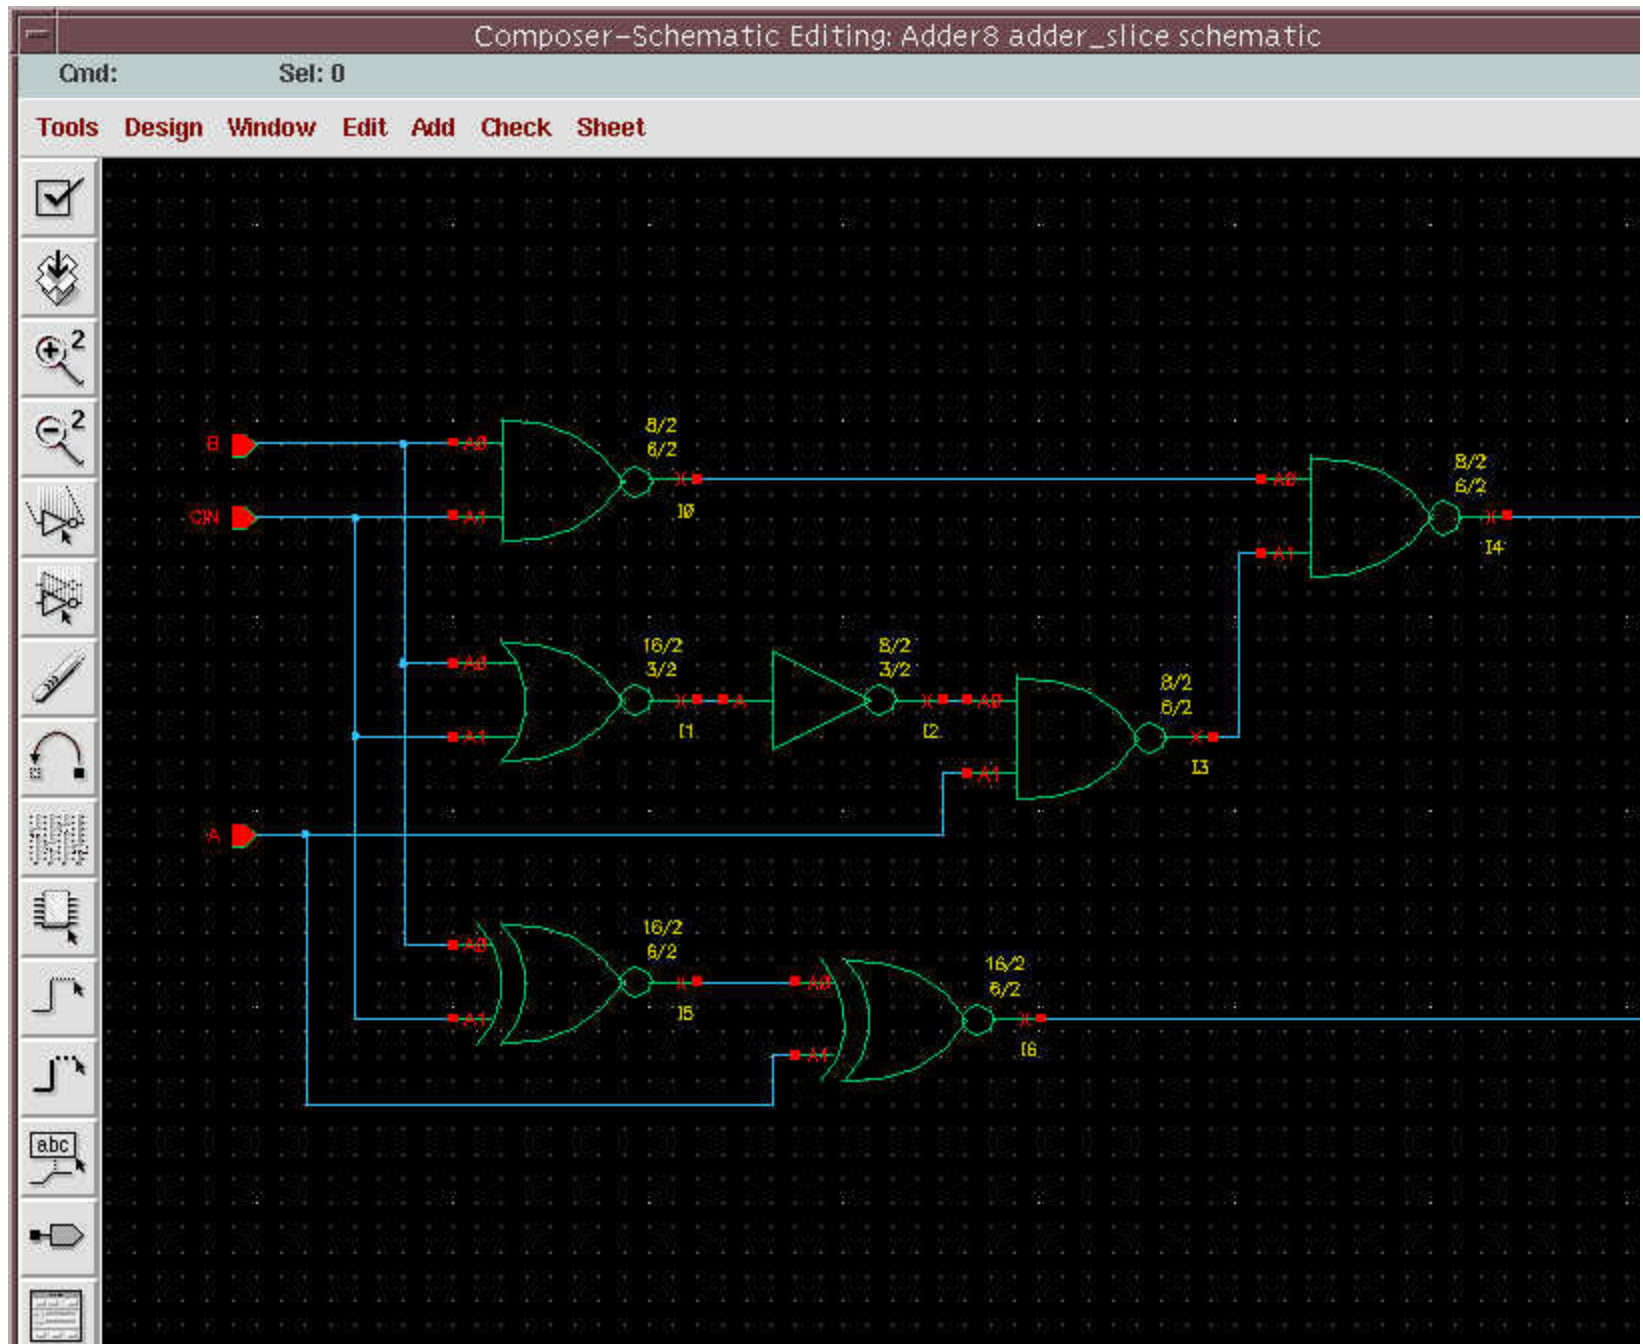 Composer-Schematic Editing: Adder8 adder_slice schematic
Cmd: Sel: 0
Tools Design Window Edit Add Check Sheet
2
2
abc
B
CIN
A
A0
A1
8/2
6/2
I0
A0
A1
8/2
6/2
I4
A0
A1
16/2
3/2
I1
A
8/2
3/2
I2
A0
A1
8/2
6/2
I3
A0
A1
16/2
6/2
I5
A0
A1
16/2
6/2
I6